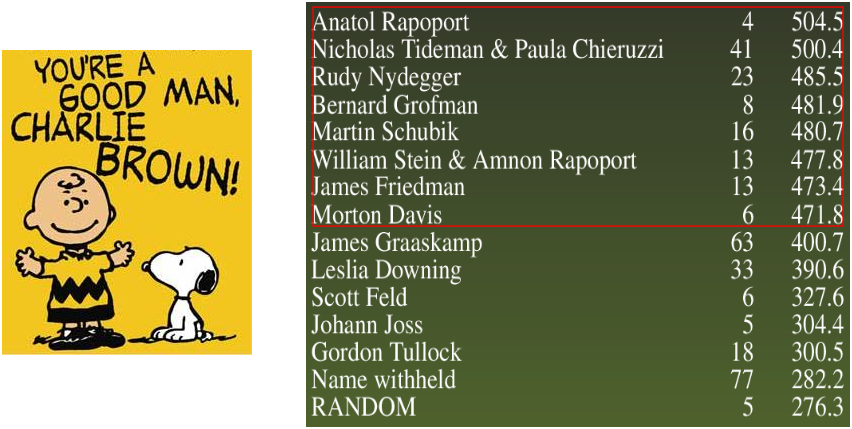 YOU'RE A
GOOD MAN,
CHARLIE
BROWN!
Anatol Rapoport 4 504.5
Nicholas Tideman & Paula Chieruzzi 41 500.4
Rudy Nydegger 23 485.5
Bernard Grofman 8 481.9
Martin Schubik 16 480.7
William Stein & Amnon Rapoport 13 477.8
James Friedman 13 473.4
Morton Davis 6 471.8
James Graaskamp 63 400.7
Leslia Downing 33 390.6
Scott Feld 6 327.6
Johann Joss 5 304.4
Gordon Tullock 18 300.5
Name withheld 77 282.2
RANDOM 5 276.3